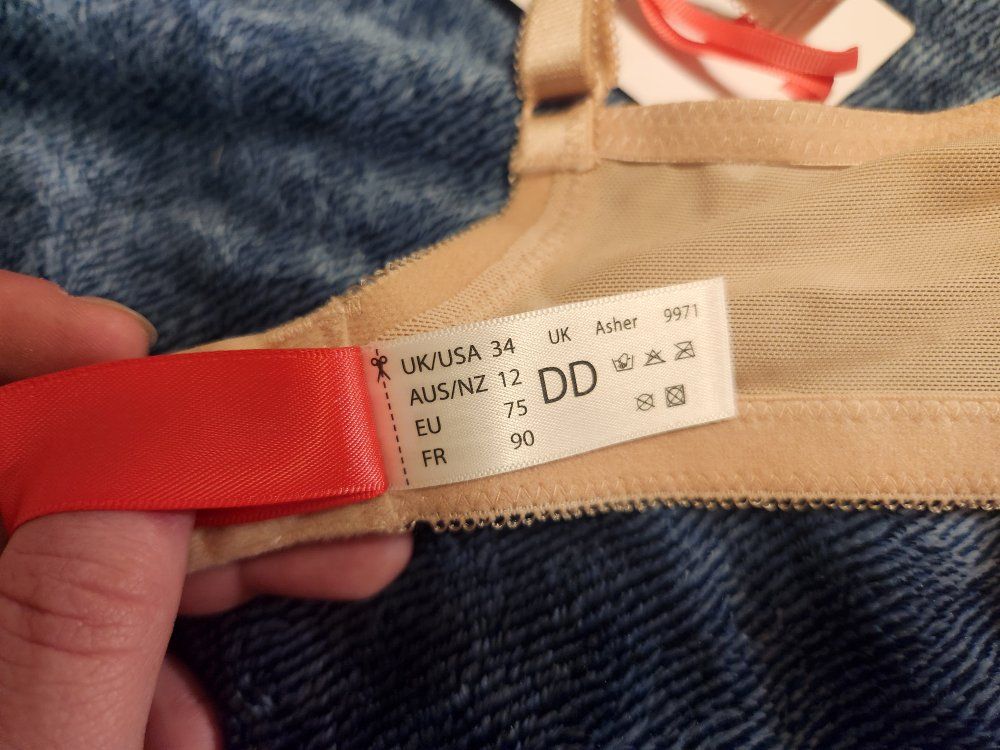 UK/USA 34
AUS/NZ 12
EU 75
FR 90
UK
DD
Asher 9971